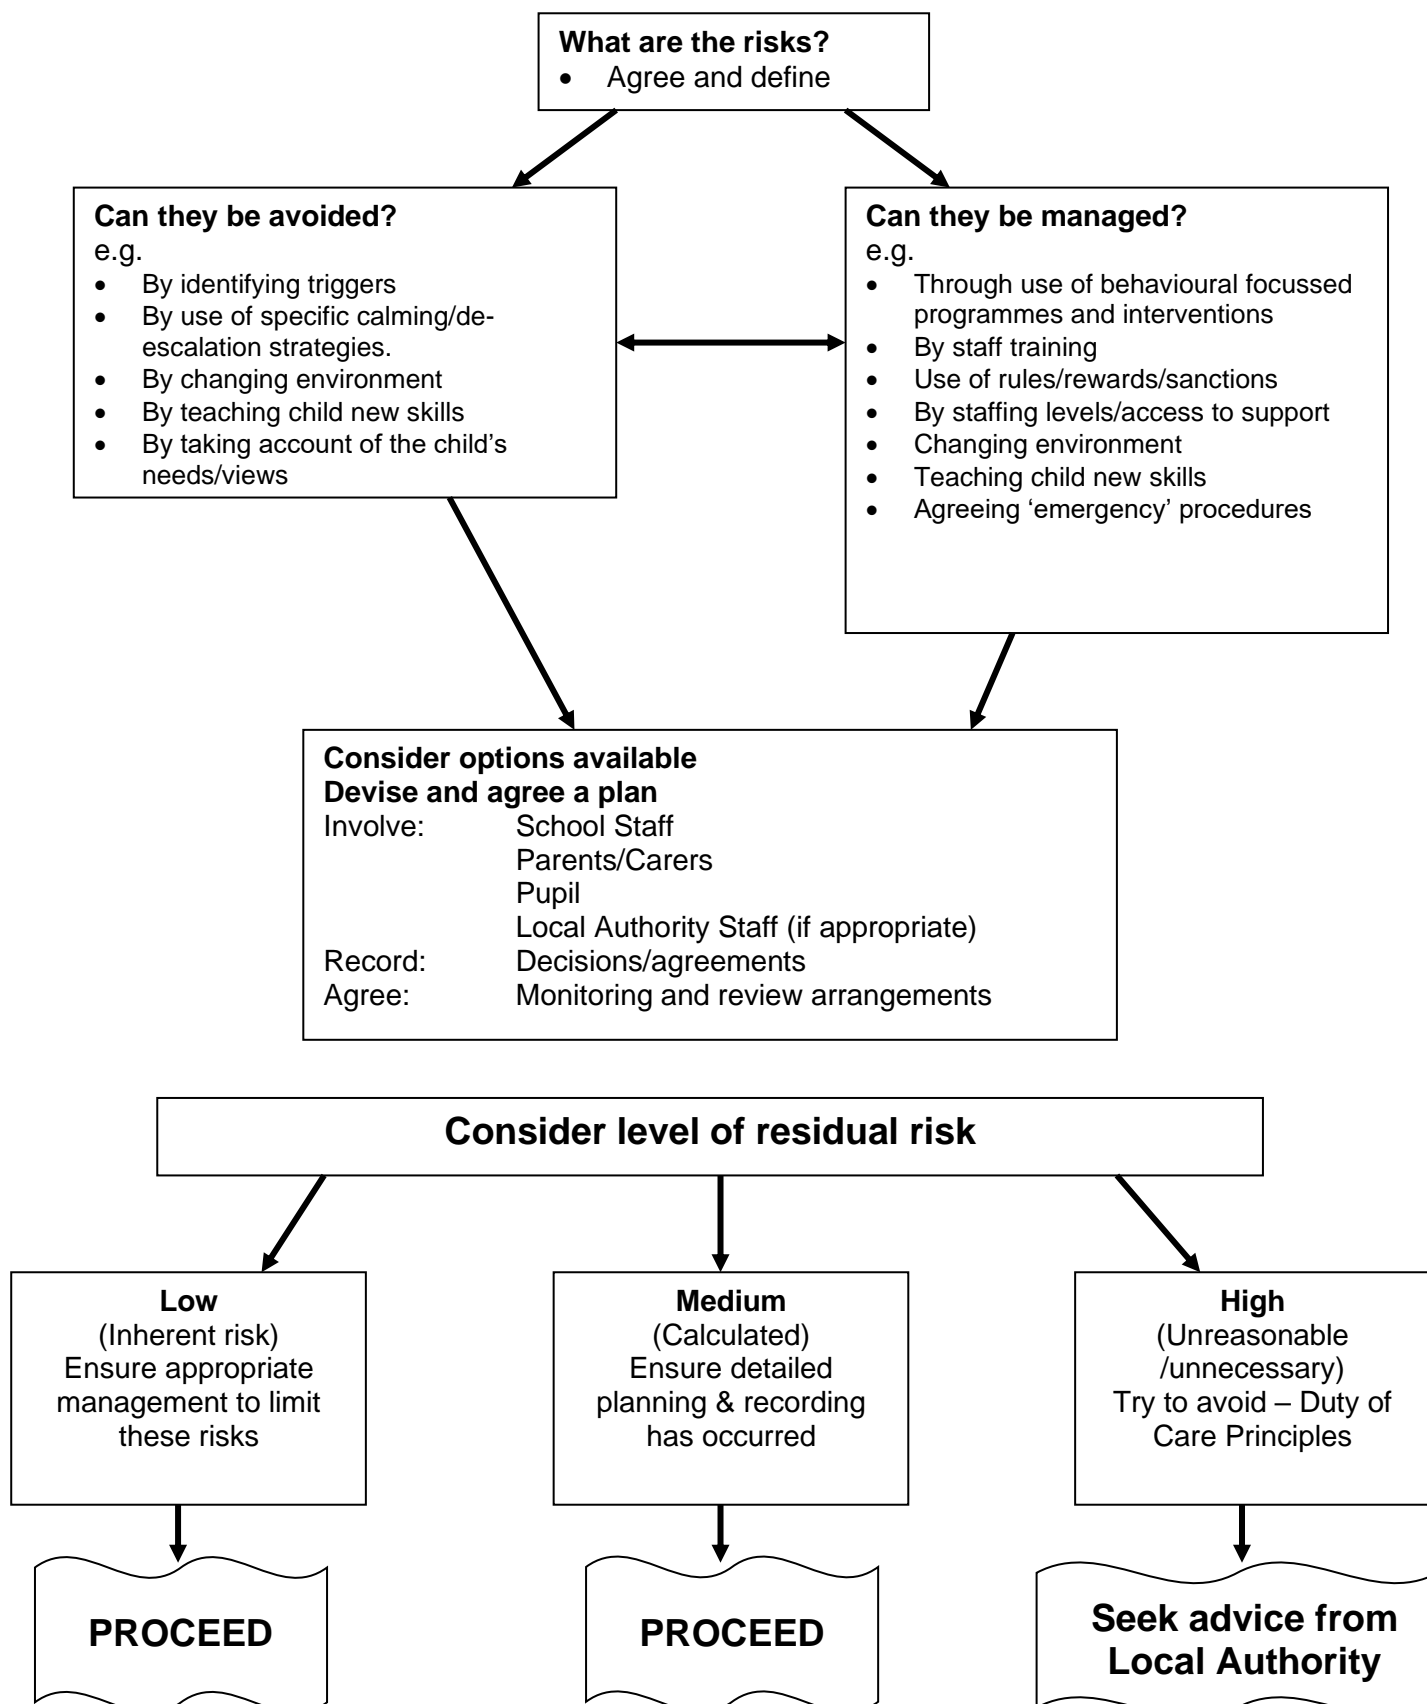 What are the risks?
• Agree and define
Can they be avoided?
e.g.
• By identifying triggers
• By use of specific calming/de-
escalation strategies.
• By changing environment
• By teaching child new skills
• By taking account of the child’s
needs/views
Can they be managed?
e.g.
• Through use of behavioural focussed
programmes and interventions
• By staff training
• Use of rules/rewards/sanctions
• By staffing levels/access to support
• Changing environment
• Teaching child new skills
• Agreeing ‘emergency’ procedures
Consider options available
Devise and agree a plan
Involve: School Staff
Parents/Carers
Pupil
Local Authority Staff (if appropriate)
Record: Decisions/agreements
Agree: Monitoring and review arrangements
Consider level of residual risk
Low
(Inherent risk)
Ensure appropriate
management to limit
these risks
Medium
(Calculated)
Ensure detailed
planning & recording
has occurred
High
(Unreasonable
/unnecessary)
Try to avoid – Duty of
Care Principles
PROCEED
PROCEED
Seek advice from
Local Authority